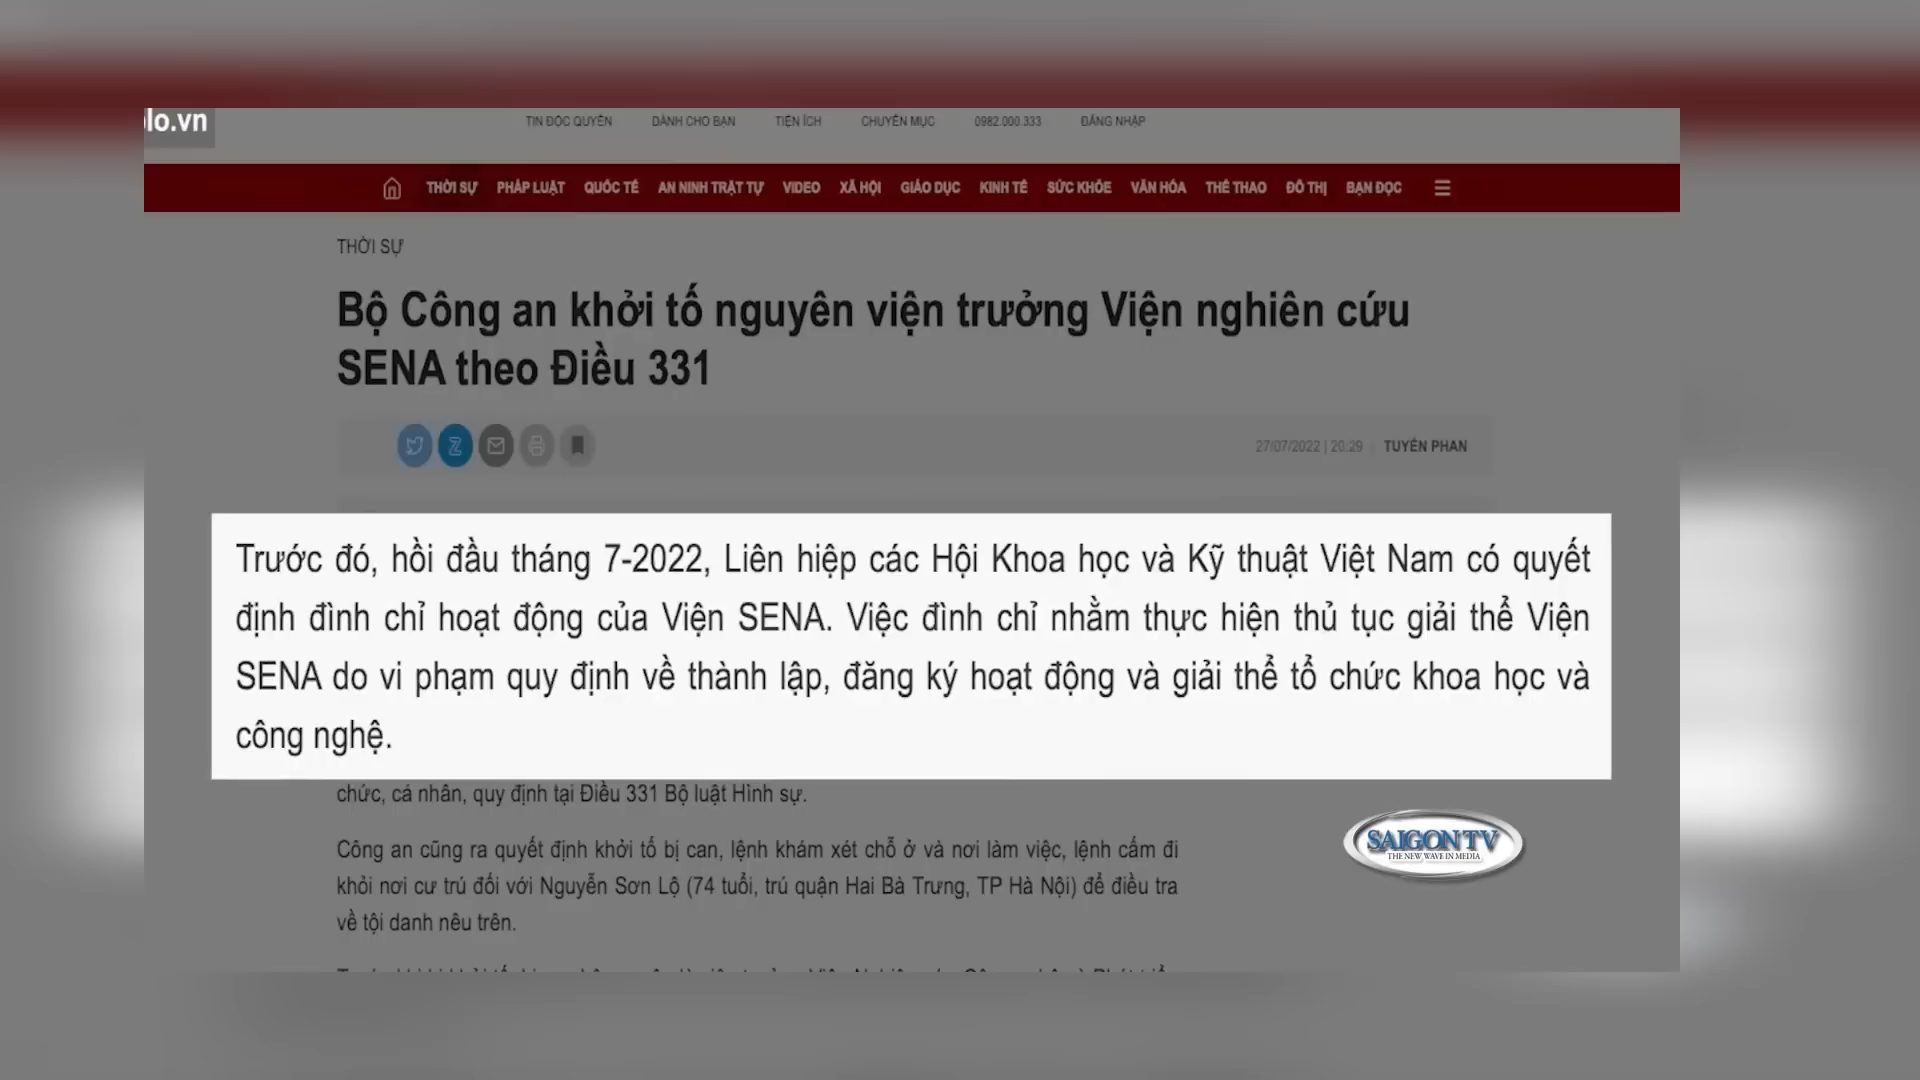 lo.vn
TIN ĐỘC QUYỀN DÀNH CHO BẠN TIỆN ÍCH CHUYÊN MỤC 0982.000.333 ĐĂNG NHẬP
THỜI SỰ PHÁP LUẬT QUỐC TẾ AN NINH TRẬT TỰ VIDEO XÃ HỘI GIÁO DỤC KINH TẾ SỨC KHỎE VĂN HÓA THỂ THAO ĐÔ THỊ BẠN ĐỌC
THỜI SỰ
Bộ Công an khởi tố nguyên viện trưởng Viện nghiên cứu
SENA theo Điều 331
27/07/2022 | 20:29 TUYẾN PHAN
Trước đó, hồi đầu tháng 7-2022, Liên hiệp các Hội Khoa học và Kỹ thuật Việt Nam có quyết
định đình chỉ hoạt động của Viện SENA. Việc đình chỉ nhằm thực hiện thủ tục giải thể Viện
SENA do vi phạm quy định về thành lập, đăng ký hoạt động và giải thể tổ chức khoa học và
công nghệ.
chức, cá nhân, quy định tại Điều 331 Bộ luật Hình sự.
SAIGON TV
THE NEW WAVE IN MEDIA
Công an cũng ra quyết định khởi tố bị can, lệnh khám xét chỗ ở và nơi làm việc, lệnh cấm đi
khỏi nơi cư trú đối với Nguyễn Sơn Lộ (74 tuổi, trú quận Hai Bà Trưng, TP Hà Nội) để điều tra
về tội danh nêu trên.